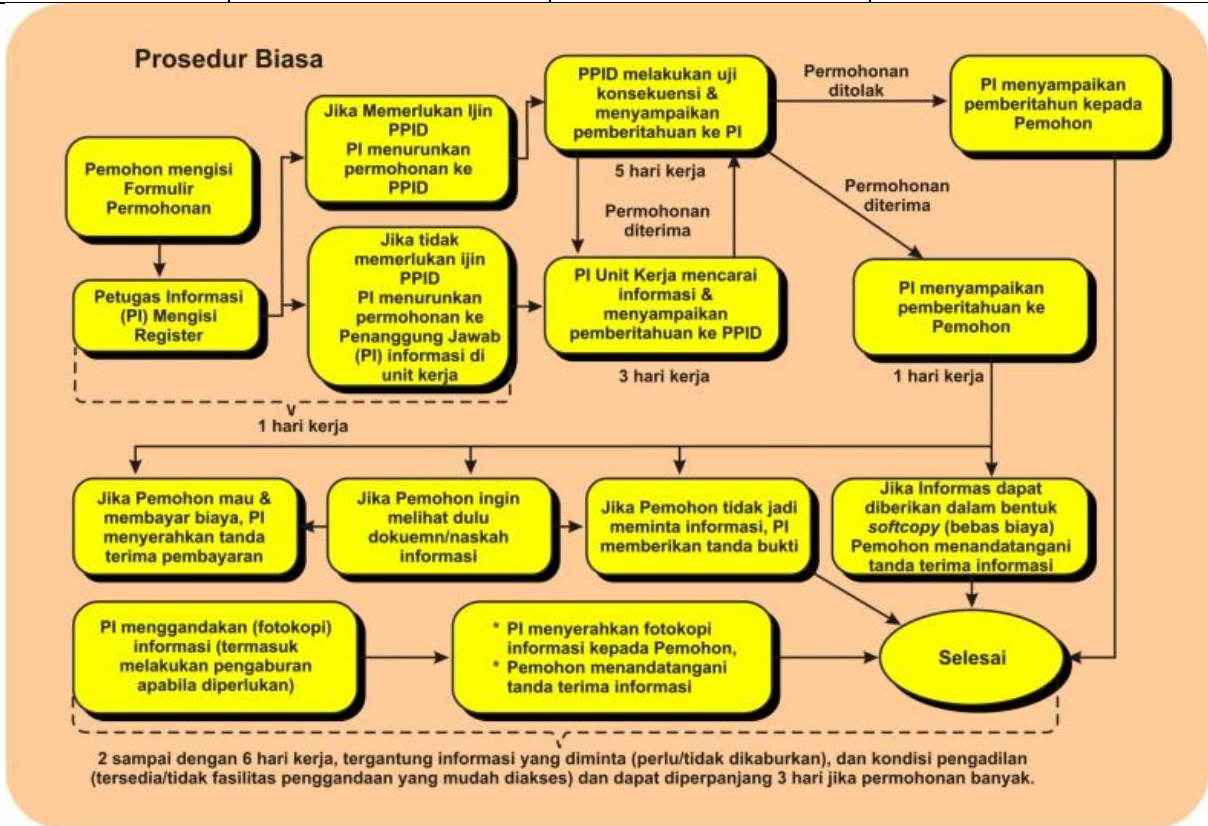 Prosedur Biasa
Pemohon mengisi
Formulir
Permohonan
Petugas Informasi
(PI) Mengisi
Register
Jika Memerlukan Ijin
PPID
PI menurunkan
permohonan ke
PPID
Jika tidak
memerlukan ijin
PPID
PI menurunkan
permohonan ke
Penanggung Jawab
(PI) informasi di
unit kerja
1 hari kerja
PPID melakukan uji
konsekuensi &
menyampaikan
pemberitahuan ke PI
5 hari kerja
Permohonan
diterima
PI Unit Kerja mencarai
informasi &
menyampaikan
pemberitahuan ke PPID
3 hari kerja
Permohonan
ditolak
PI menyampaikan
pemberitahun kepada
Pemohon
Permohonan
diterima
PI menyampaikan
pemberitahuan ke
Pemohon
1 hari kerja
Jika Pemohon mau &
membayar biaya, PI
menyerahkan tanda
terima pembayaran
Jika Pemohon ingin
melihat dulu
dokuemn/naskah
informasi
Jika Pemohon tidak jadi
meminta informasi, PI
memberikan tanda bukti
Jika Informas dapat
diberikan dalam bentuk
softcopy (bebas biaya)
Pemohon menandatangani
tanda terima informasi
PI menggandakan (fotokopi)
informasi (termasuk
melakukan pengaburan
apabila diperlukan)
* PI menyerahkan fotokopi
informasi kepada Pemohon,
* Pemohon menandatangani
tanda terima informasi
Selesai
2 sampai dengan 6 hari kerja, tergantung informasi yang diminta (perlu/tidak dikaburkan), dan kondisi pengadilan
(tersedia/tidak fasilitas penggandaan yang mudah diakses) dan dapat diperpanjang 3 hari jika permohonan banyak.